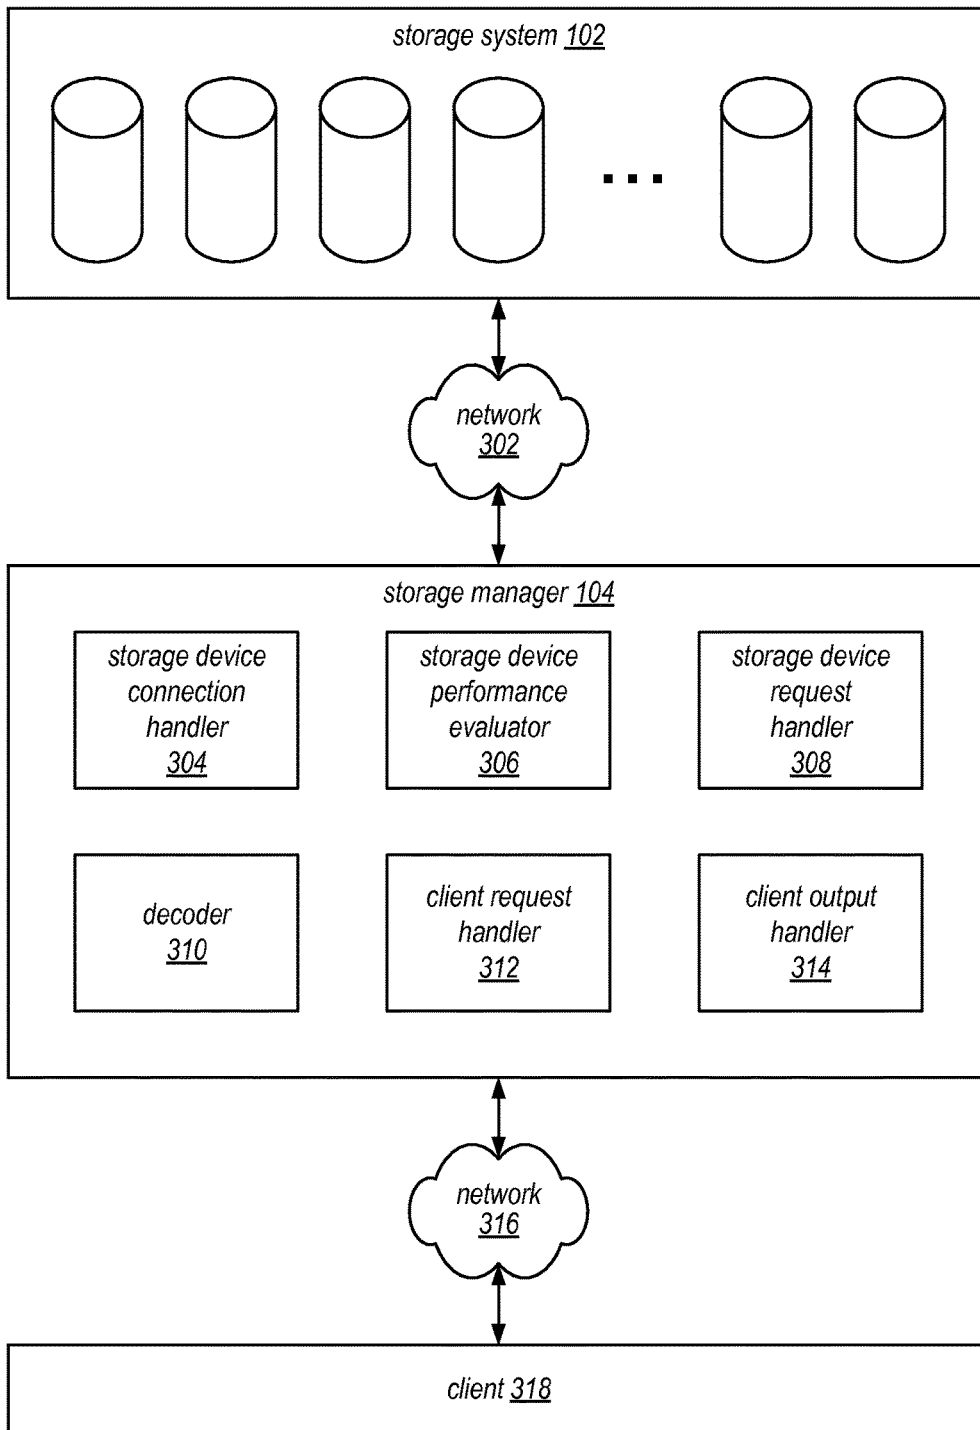 storage system 102
network
302
storage manager 104
storage device
connection
handler
304
storage device
performance
evaluator
306
storage device
request
handler
308
decoder
310
client request
handler
312
client output
handler
314
network
316
client 318